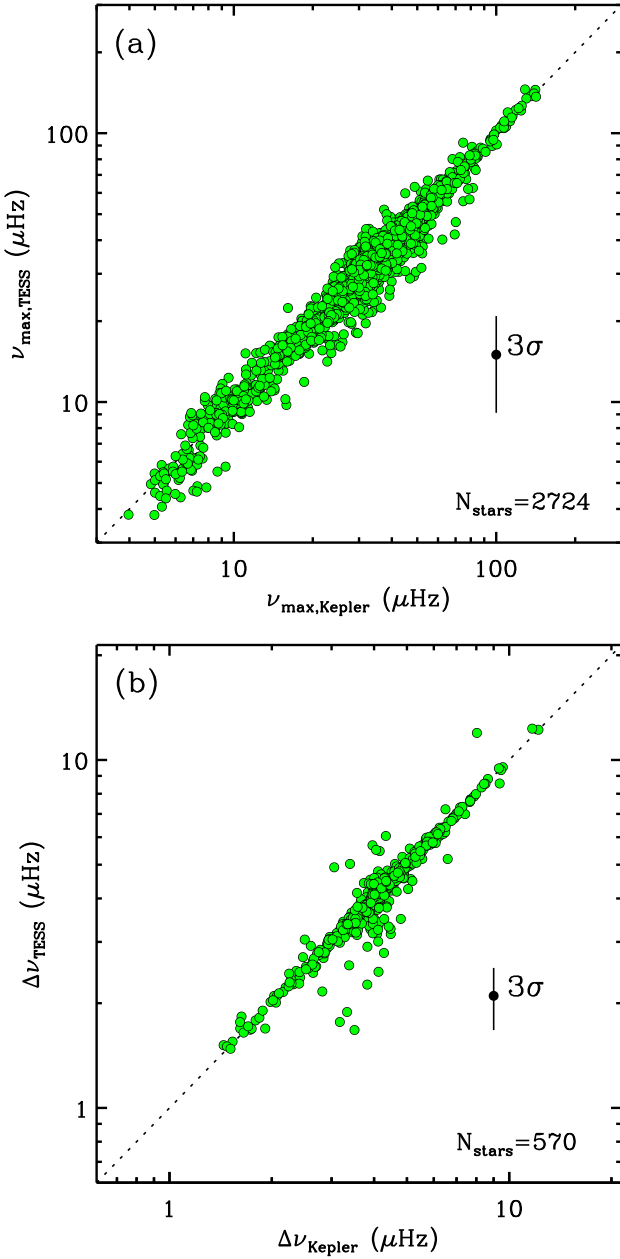 (a)
100
10
ν_max,TESS (μHz)
3σ
N_stars=2724
10
100
ν_max,Kepler (μHz)
(b)
10
1
Δν_TESS (μHz)
3σ
N_stars=570
1
10
Δν_Kepler (μHz)